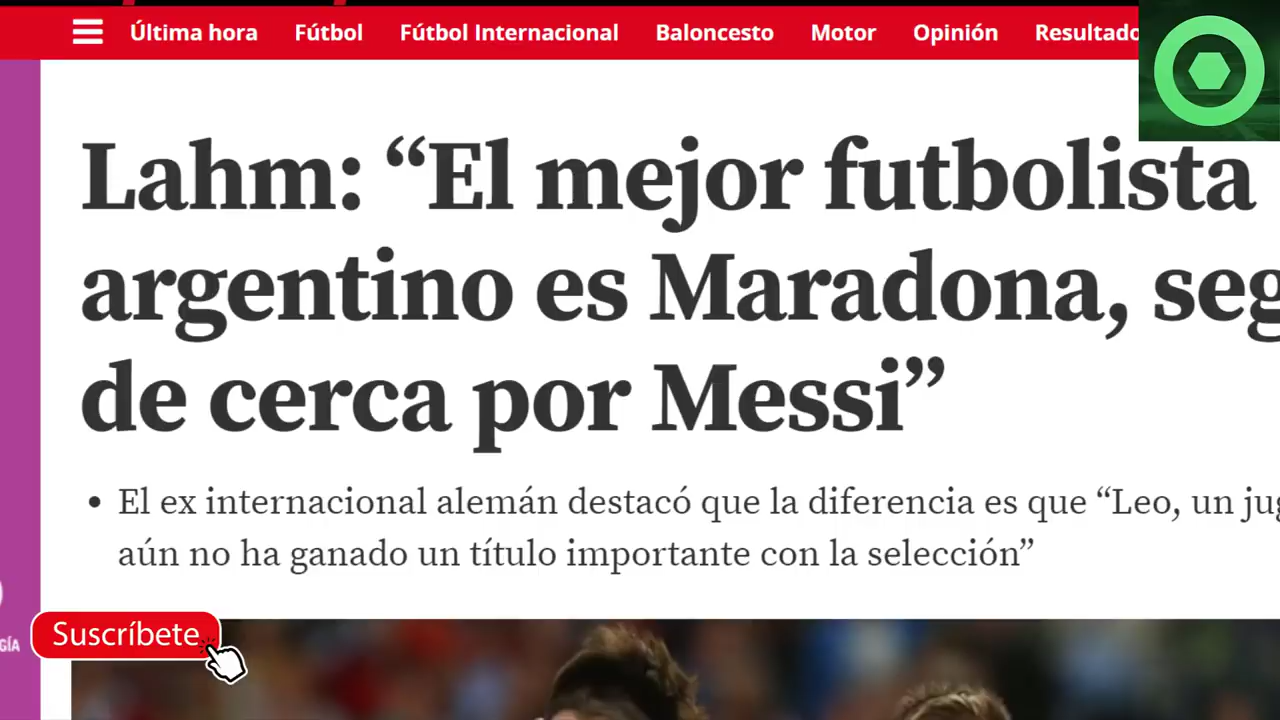 Última hora Fútbol Fútbol Internacional Baloncesto Motor Opinión
Lahm: “El mejor futbolista
argentino es Maradona,
de cerca por Messi”
• El ex internacional alemán destacó que la diferencia es que “Leo, un
aún no ha ganado un título importante con la selección”
Suscríbete